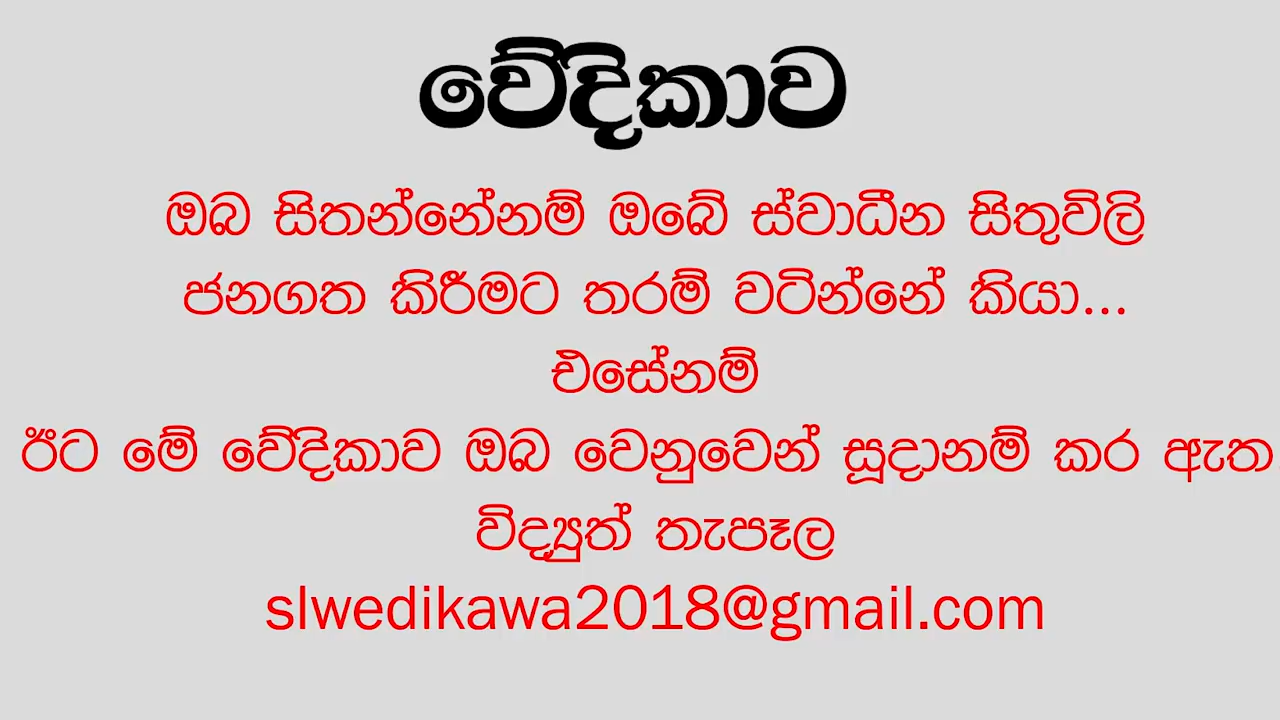 වේදිකාව
ඔබ සිතන්නේනම් ඔබේ ස්වාධීන සිතුවිලි
ජනගත කිරීමට තරම් වටින්නේ කියා...
එසේනම්
ඊට මේ වේදිකාව ඔබ වෙනුවෙන් සූදානම් කර ඇත.
විද්‍යුත් තැපෑල
slwedikawa2018@gmail.com